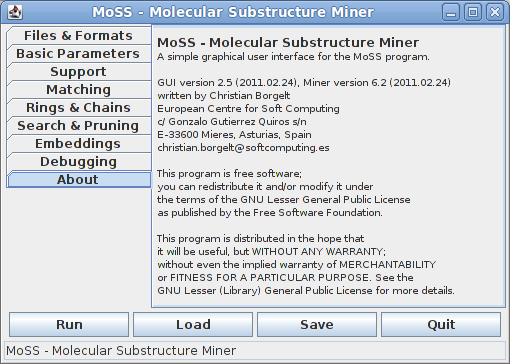 MoSS - Molecular Substructure Miner
Files & Formats
Basic Parameters
Support
Matching
Rings & Chains
Search & Pruning
Embeddings
Debugging
About
MoSS - Molecular Substructure Miner
A simple graphical user interface for the MoSS program.
GUI version 2.5 (2011.02.24), Miner version 6.2 (2011.02.24)
written by Christian Borgelt
European Centre for Soft Computing
c/ Gonzalo Gutierrez Quiros s/n
E-33600 Mieres, Asturias, Spain
christian.borgelt@softcomputing.es
This program is free software;
you can redistribute it and/or modify it under
the terms of the GNU Lesser General Public License
as published by the Free Software Foundation.
This program is distributed in the hope that
it will be useful, but WITHOUT ANY WARRANTY;
without even the implied warranty of MERCHANTABILITY
or FITNESS FOR A PARTICULAR PURPOSE. See the
GNU Lesser (Library) General Public License for more details.
Run
Load
Save
Quit
MoSS - Molecular Substructure Miner